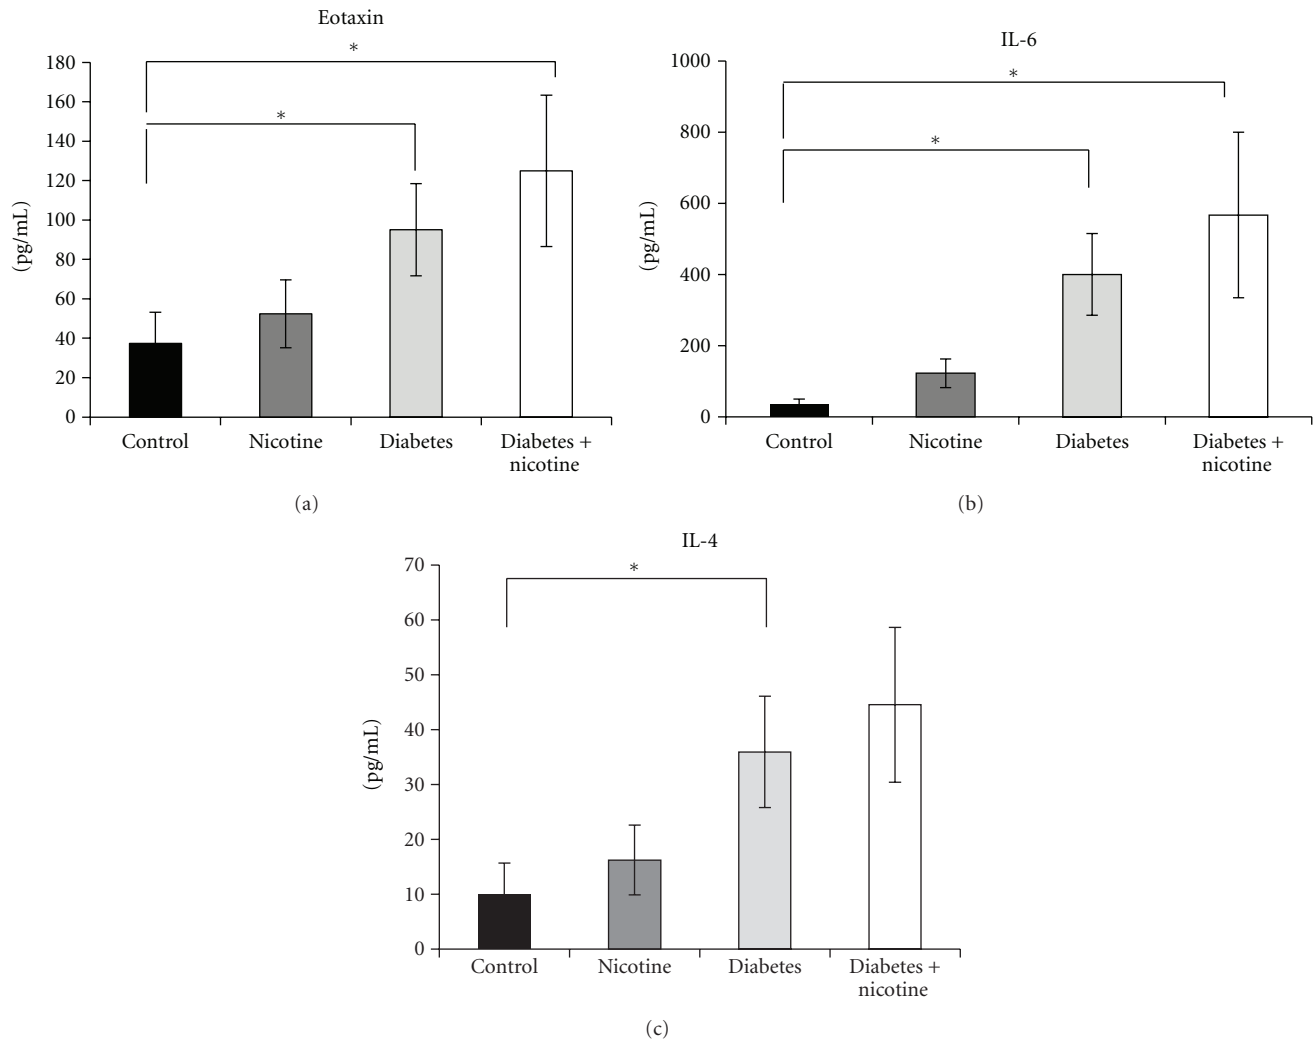 Eotaxin
*
*
180
160
140
120
100
80
60
40
20
0
(pg/mL)
Control
Nicotine
Diabetes
Diabetes +
nicotine
(a)
IL-6
*
*
1000
800
600
400
200
0
(pg/mL)
Control
Nicotine
Diabetes
Diabetes +
nicotine
(b)
IL-4
*
70
60
50
40
30
20
10
0
(pg/mL)
Control
Nicotine
Diabetes
Diabetes +
nicotine
(c)